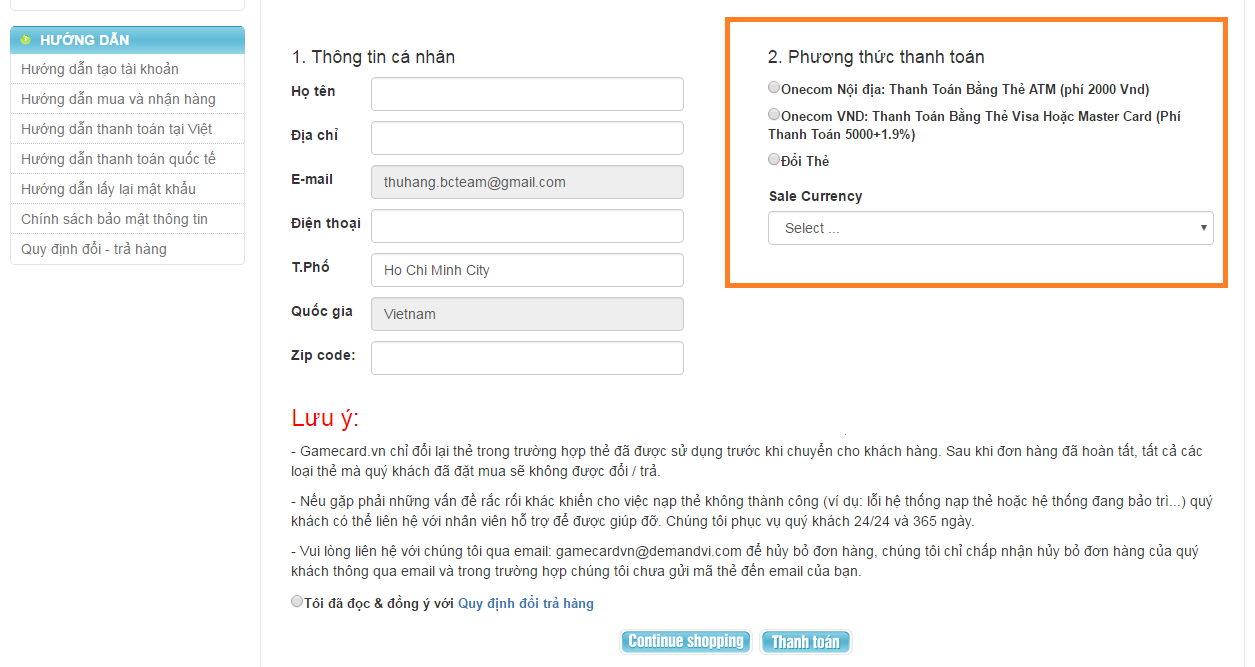 HƯỚNG DẪN
Hướng dẫn tạo tài khoản
Hướng dẫn mua và nhận hàng
Hướng dẫn thanh toán tại Việt
Hướng dẫn thanh toán quốc tế
Hướng dẫn lấy lại mật khẩu
Chính sách bảo mật thông tin
Quy định đổi - trả hàng
1. Thông tin cá nhân
Họ tên
Địa chỉ
E-mail
thuhang.bcteam@gmail.com
Điện thoại
T.Phố
Ho Chi Minh City
Quốc gia
Vietnam
Zip code:
2. Phương thức thanh toán
Onecom Nội địa: Thanh Toán Bằng Thẻ ATM (phí 2000 Vnd)
Onecom VND: Thanh Toán Bằng Thẻ Visa Hoặc Master Card (Phí
Thanh Toán 5000+1.9%)
Đổi Thẻ
Sale Currency
Select ...
Lưu ý:
- Gamecard.vn chỉ đổi lại thẻ trong trường hợp thẻ đã được sử dụng trước khi chuyển cho khách hàng. Sau khi đơn hàng đã hoàn tất, tất cả các
loại thẻ mà quý khách đã đặt mua sẽ không được đổi / trả.
- Nếu gặp phải những vấn đề rắc rối khác khiến cho việc nạp thẻ không thành công (ví dụ: lỗi hệ thống nạp thẻ hoặc hệ thống đang bảo trì...) quý
khách có thể liên hệ với nhân viên hỗ trợ để được giúp đỡ. Chúng tôi phục vụ quý khách 24/24 và 365 ngày.
- Vui lòng liên hệ với chúng tôi qua email: gamecardvn@demandvi.com để hủy bỏ đơn hàng, chúng tôi chỉ chấp nhận hủy bỏ đơn hàng của quý
khách thông qua email và trong trường hợp chúng tôi chưa gửi mã thẻ đến email của bạn.
Tôi đã đọc & đồng ý với Quy định đổi trả hàng
Continue shopping Thanh toán